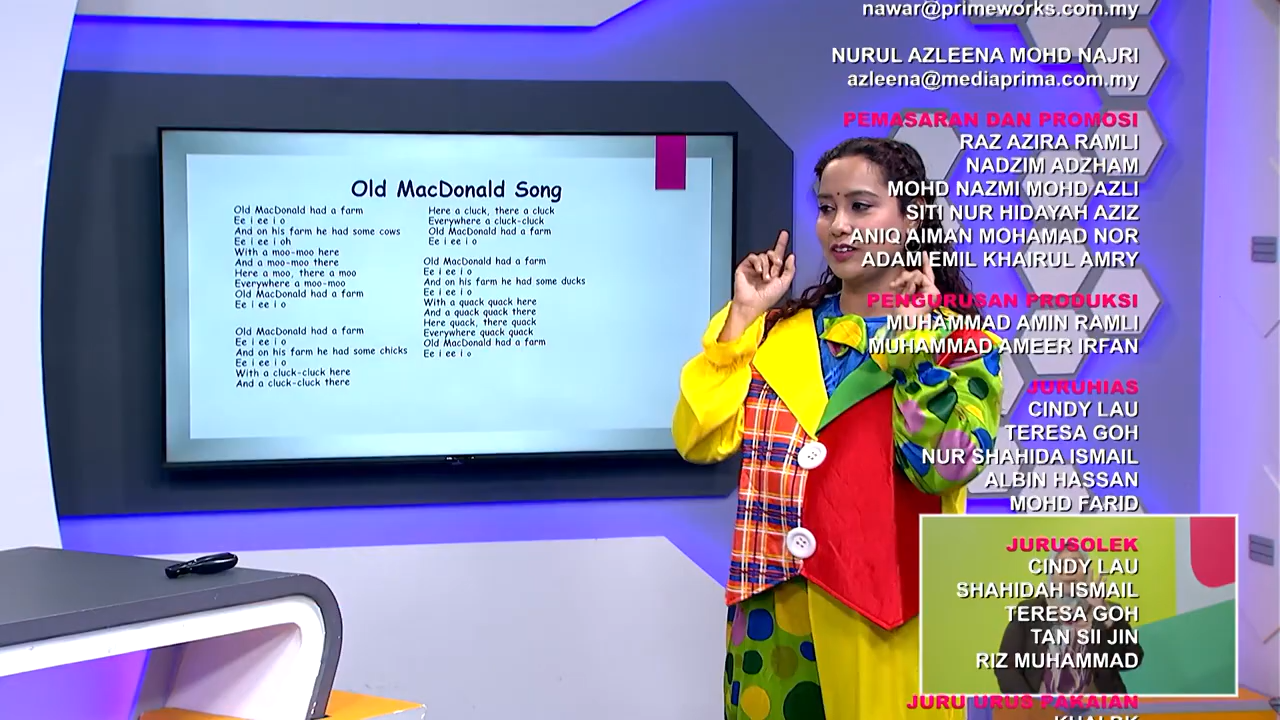 Old MacDonald Song
Old MacDonald had a farm
Ee i ee i o
And on his farm he had some cows
Ee i ee i oh
With a moo-moo here
And a moo-moo there
Here a moo, there a moo
Everywhere a moo-moo
Old MacDonald had a farm
Ee i ee i o
Old MacDonald had a farm
Ee i ee i o
And on his farm he had some chicks
Ee i ee i o
With a cluck-cluck here
And a cluck-cluck there
Here a cluck, there a cluck
Everywhere a cluck-cluck
Old MacDonald had a farm
Ee i ee i o
Old MacDonald had a farm
Ee i ee i o
And on his farm he had some ducks
Ee i ee i o
With a quack quack here
And a quack quack there
Here quack, there quack
Everywhere quack quack
Old MacDonald had a farm
Ee i ee i o
nawar@primeworks.com.my
NURUL AZLEENA MOHD NAJRI
azleena@mediaprima.com.my
PEMASARAN DAN PROMOSI
RAZ AZIRA RAMLI
NADZIM ADZHAM
MOHD NAZMI MOHD AZLI
SITI NUR HIDAYAH AZIZ
ANIQ AIMAN MOHAMAD NOR
ADAM EMIL KHAIRUL AMRY
PENGURUSAN PRODUKSI
MUHAMMAD AMIN RAMLI
MUHAMMAD AMEER IRFAN
JURUHIAS
CINDY LAU
TERESA GOH
NUR SHAHIDA ISMAIL
ALBIN HASSAN
MOHD FARID
JURUSOLEK
CINDY LAU
SHAHIDAH ISMAIL
TERESA GOH
TAN SII JIN
RIZ MUHAMMAD
JURU URUS PAKAIAN